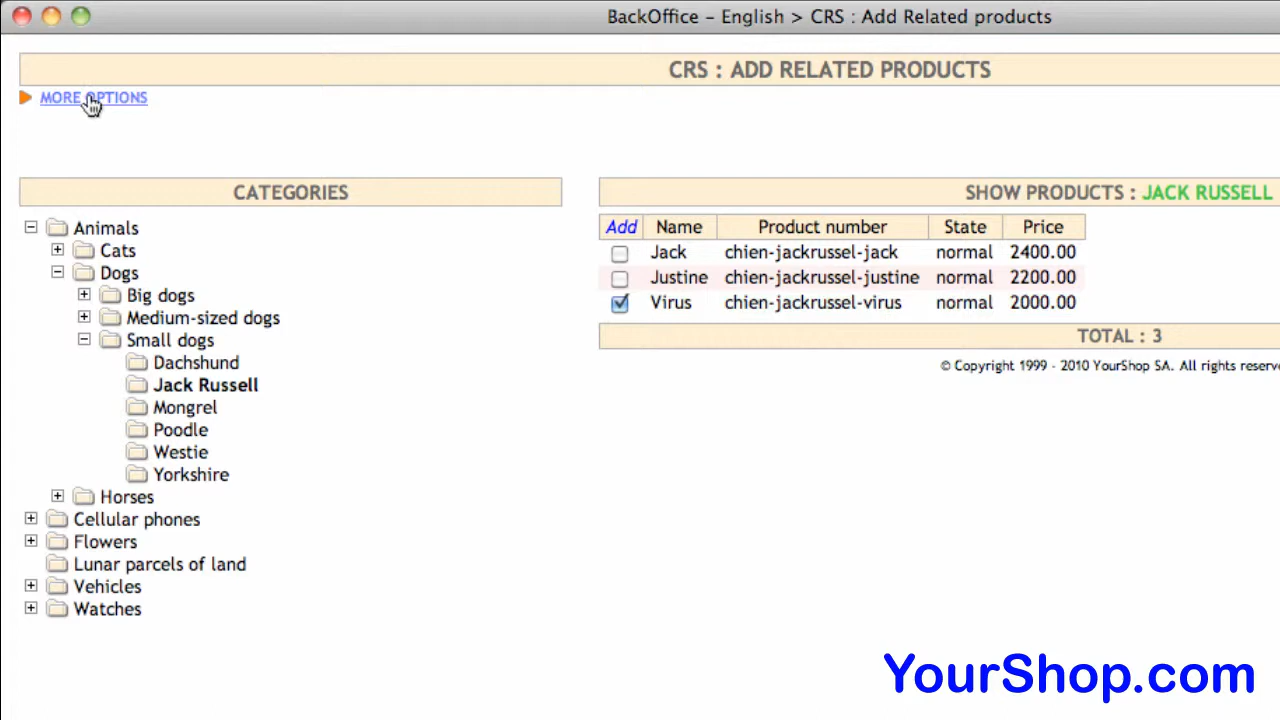 BackOffice – English > CRS : Add Related products
CRS : ADD RELATED PRODUCTS
MORE OPTIONS
CATEGORIES
Animals
Cats
Dogs
Big dogs
Medium-sized dogs
Small dogs
Dachshund
Jack Russell
Mongrel
Poodle
Westie
Yorkshire
Horses
Cellular phones
Flowers
Lunar parcels of land
Vehicles
Watches
SHOW PRODUCTS : JACK RUSSELL
Add Name Product number State Price
Jack chien-jackrussel-jack normal 2400.00
Justine chien-jackrussel-justine normal 2200.00
Virus chien-jackrussel-virus normal 2000.00
TOTAL : 3
© Copyright 1999 - 2010 YourShop SA. All rights reserve
YourShop.com